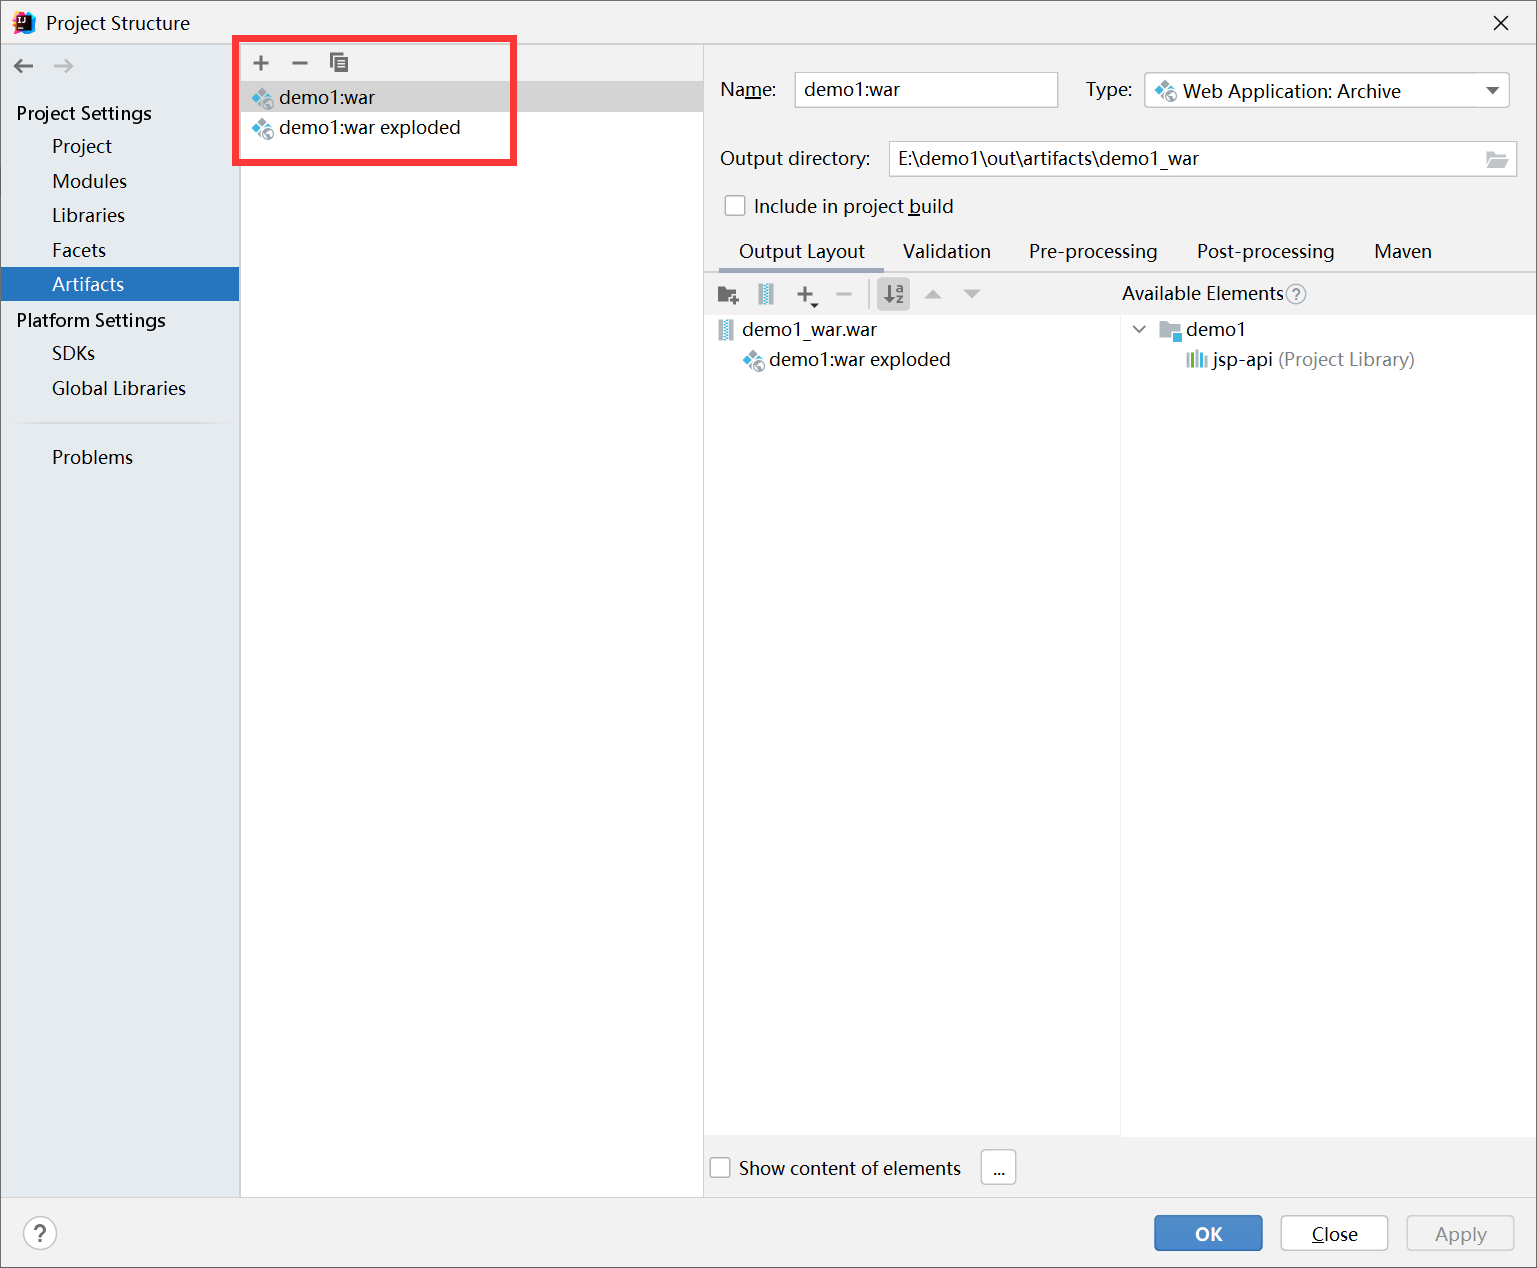 Project Structure
Project Settings
Project
Modules
Libraries
Facets
Artifacts
Platform Settings
SDKs
Global Libraries
Problems
demo1:war
demo1:war exploded
Name: demo1:war Type: Web Application: Archive
Output directory: E:\demo1\out\artifacts\demo1_war
Include in project build
Output Layout Validation Pre-processing Post-processing Maven
Available Elements ?
demo1_war.war
demo1:war exploded
demo1
jsp-api (Project Library)
Show content of elements ...
? OK Close Apply